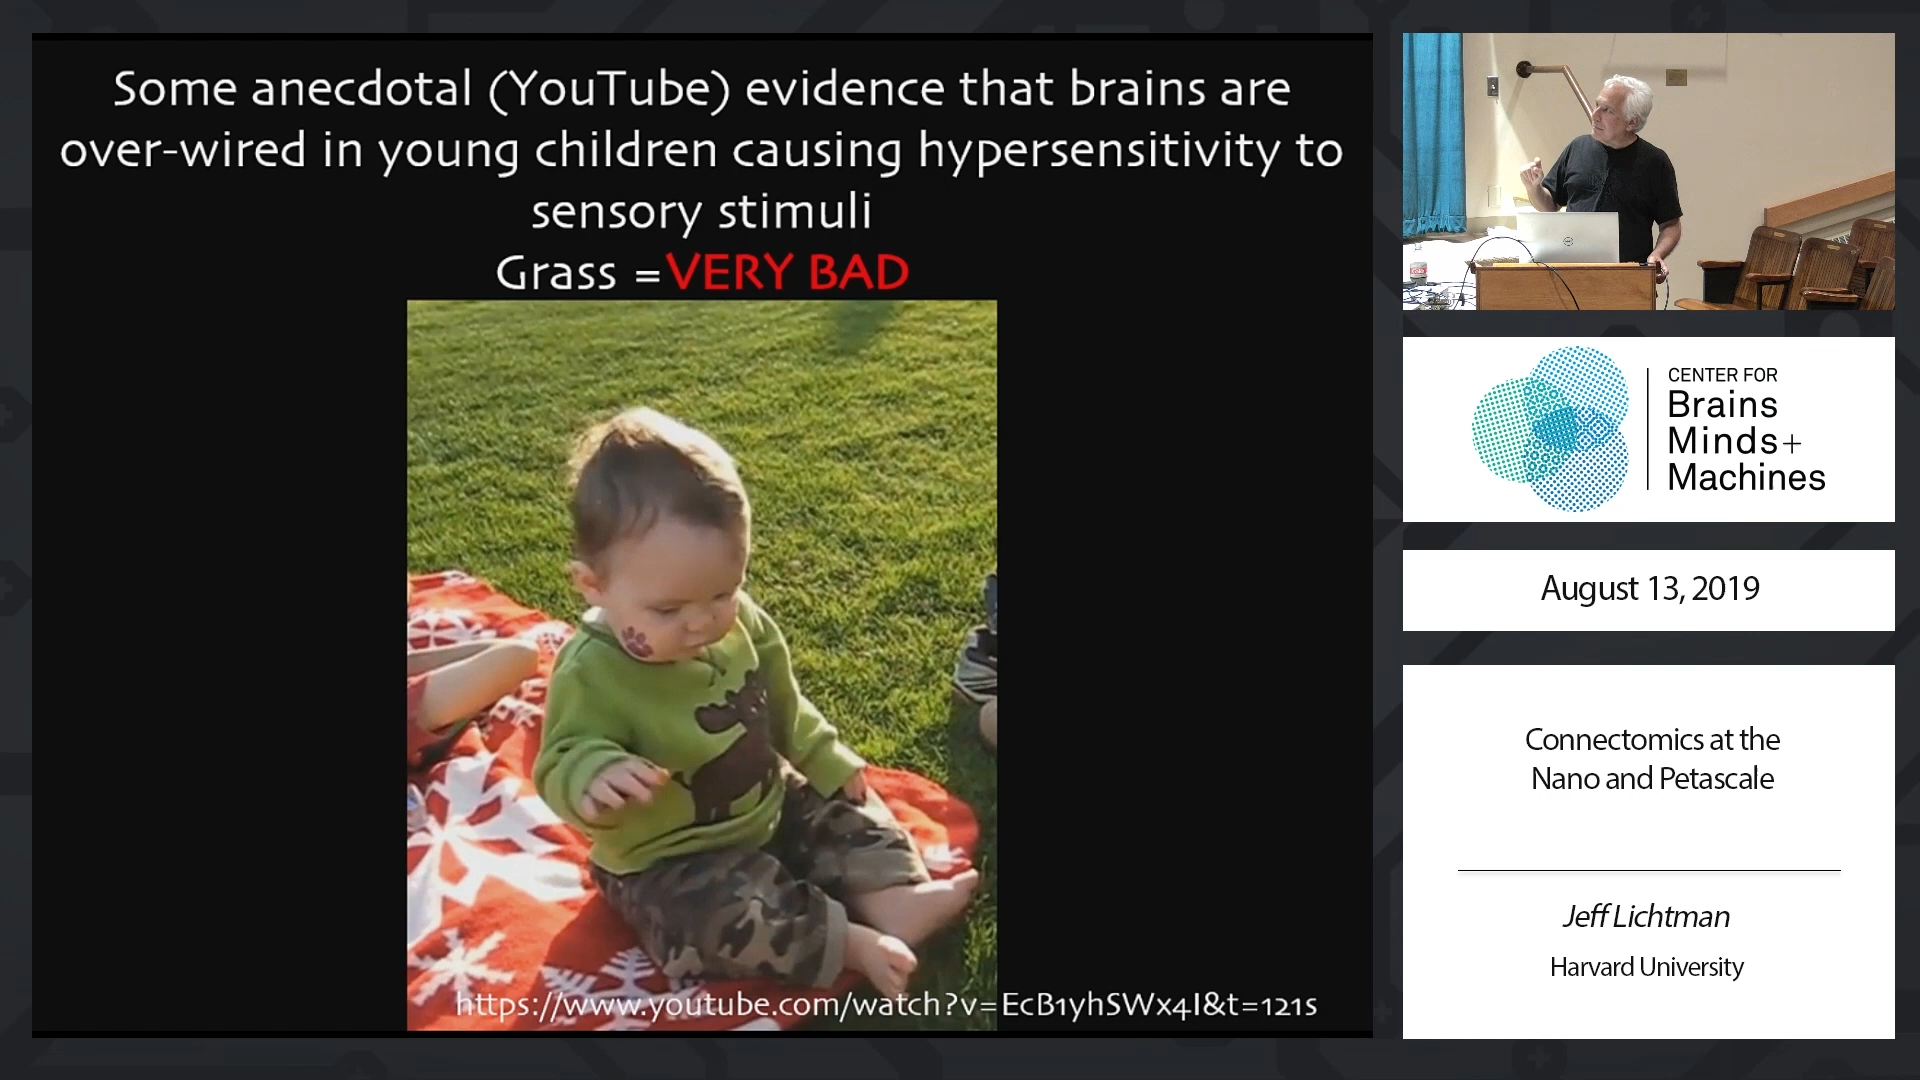 Some anecdotal (YouTube) evidence that brains are
over-wired in young children causing hypersensitivity to
sensory stimuli
Grass = VERY BAD
https://www.youtube.com/watch?v=EcB1yhSWx4I&t=121s
CENTER FOR
Brains
Minds+
Machines
August 13, 2019
Connectomics at the
Nano and Petascale
Jeff Lichtman
Harvard University